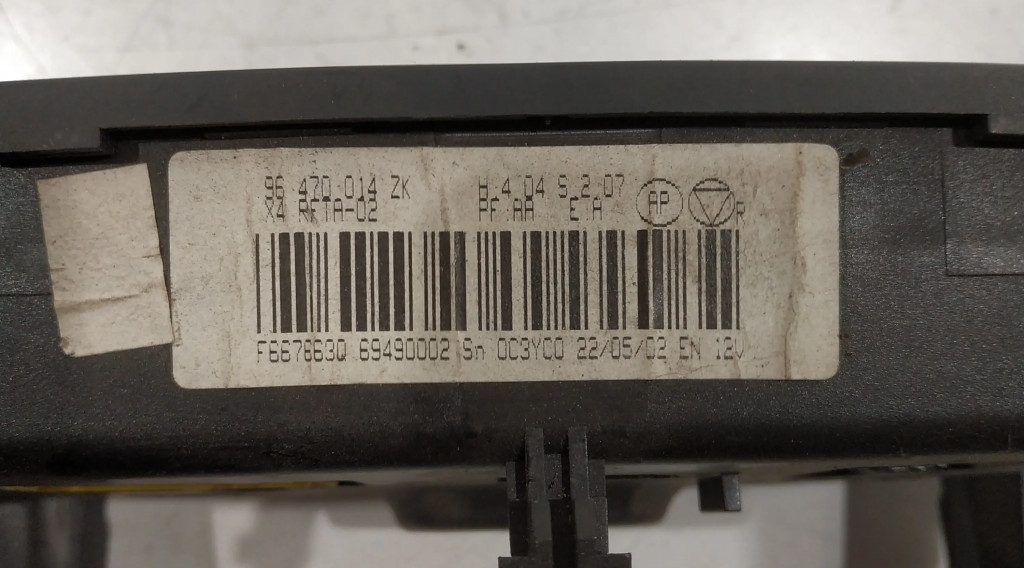 96 470 014 ZK H.4.04 S.2.07 AP
X4 RFTA-02 PF:AA E:A R
F667663Q 69490002 Sn 0C3YC0 22/05/02 EN 12V